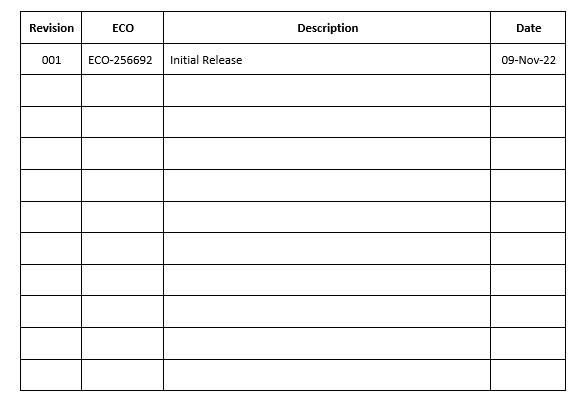 Revision ECO Description Date
001 ECO-256692 Initial Release 09-Nov-22